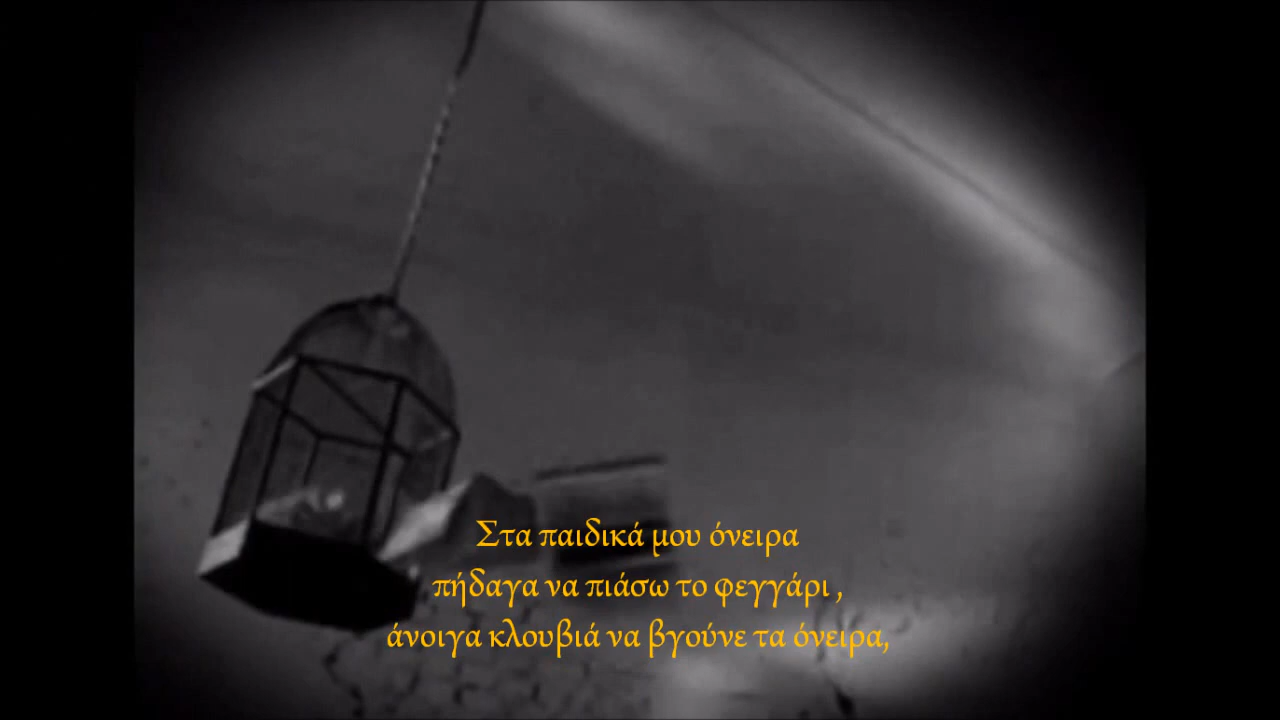 Στα παιδικά μου όνειρα
πήδαγα να πιάσω το φεγγάρι ,
άνοιγα κλουβιά να βγούνε τα όνειρα,